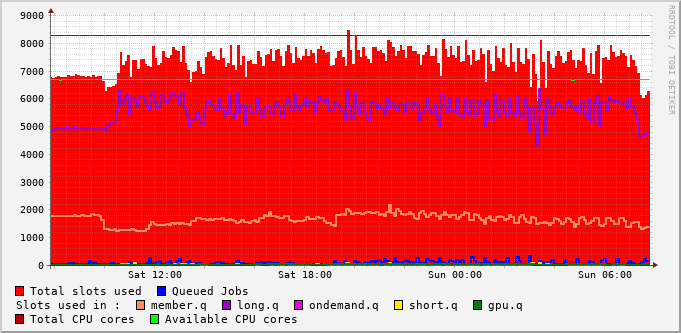 9000
8000
7000
6000
5000
4000
3000
2000
1000
0
Sat 12:00 Sat 18:00 Sun 00:00 Sun 06:00
RRDTOOL / TOBI OETIKER
Total slots used Queued Jobs
Slots used in : member.q long.q ondemand.q short.q gpu.q
Total CPU cores Available CPU cores